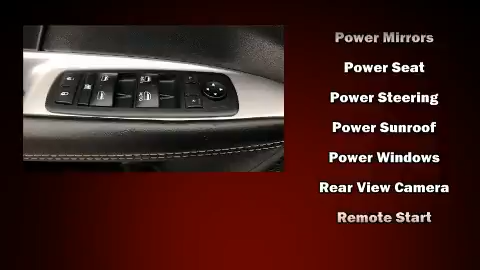 Power Mirrors
Power Seat
Power Steering
Power Sunroof
Power Windows
Rear View Camera
Remote Start